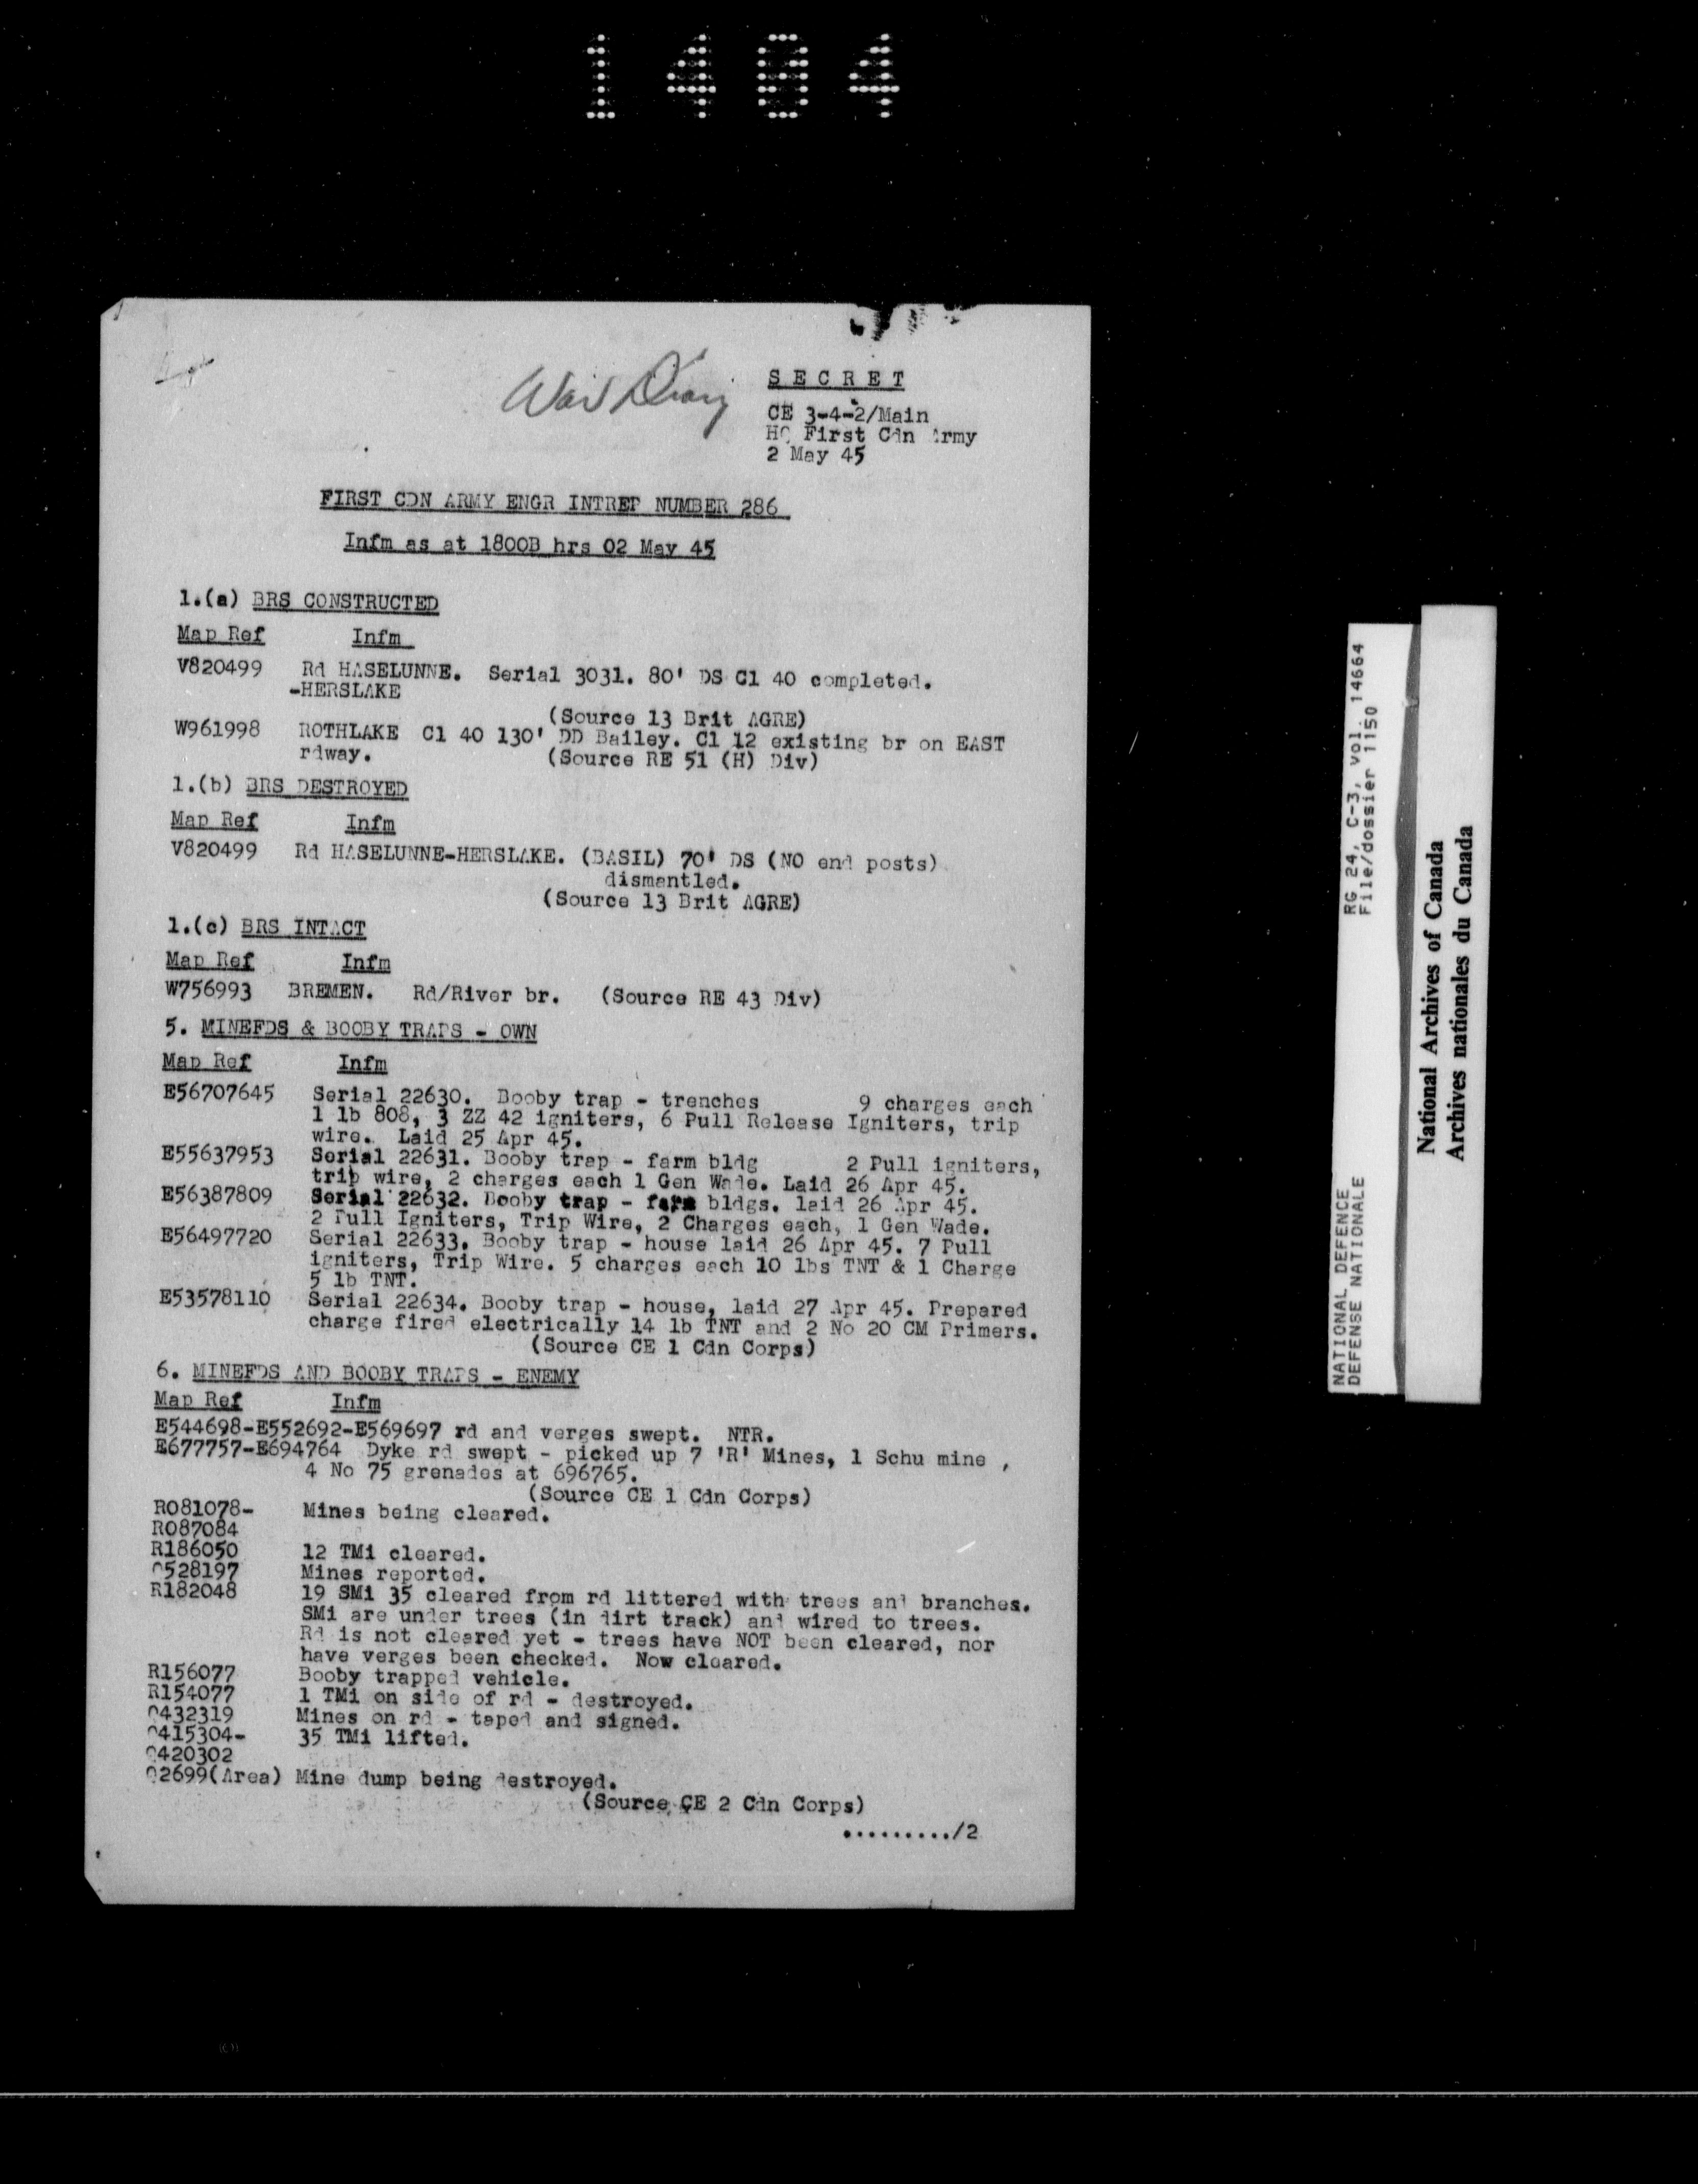 1404
War Diary
SECRET
CE 3-4-2/Main
HQ First Cdn Army
2 May 45
FIRST CDN ARMY ENGR INTREP NUMBER 286
Infm as at 1800B hrs 02 May 45
1.(a) BRS CONSTRUCTED
Map Ref Infm
V820499 Rd HASELUNNE. Serial 3031. 80' DS Cl 40 completed.
-HERSLAKE
(Source 13 Brit AGRE)
W961998 ROTHLAKE Cl 40 130' DD Bailey. Cl 12 existing br on EAST
rdway. (Source RE 51 (H) Div)
1.(b) BRS DESTROYED
Map Ref Infm
V820499 Rd HASELUNNE-HERSLAKE. (BASIL) 70' DS (NO end posts)
dismantled.
(Source 13 Brit AGRE)
1.(c) BRS INTACT
Map Ref Infm
W756993 BREMEN. Rd/River br. (Source RE 43 Div)
5. MINEFDS & BOOBY TRAPS - OWN
Map Ref Infm
E56707645 Serial 22630. Booby trap - trenches 9 charges each
1 lb 808, 3 ZZ 42 igniters, 6 Pull Release Igniters, trip
wire. Laid 25 Apr 45.
E55637953 Serial 22631. Booby trap - farm bldg 2 Pull igniters,
trip wire, 2 charges each 1 Gen Wade. Laid 26 Apr 45.
E56387809 Serial 22632. Booby trap - farm bldgs. laid 26 Apr 45.
2 Pull Igniters, Trip Wire, 2 Charges each, 1 Gen Wade.
E56497720 Serial 22633. Booby trap - house laid 26 Apr 45. 7 Pull
igniters, Trip Wire. 5 charges each 10 lbs TNT & 1 Charge
5 lb TNT.
E53578110 Serial 22634. Booby trap - house, laid 27 Apr 45. Prepared
charge fired electrically 14 lb TNT and 2 No 20 CM Primers.
(Source CE 1 Cdn Corps)
6. MINEFDS AND BOOBY TRAPS - ENEMY
Map Ref Infm
E544698-E552692-E569697 rd and verges swept. NTR.
E677757-E694764 Dyke rd swept - picked up 7 'R' Mines, 1 Schu mine,
4 No 75 grenades at 696765.
(Source CE 1 Cdn Corps)
R081078- Mines being cleared.
R087084
R186050 12 TMi cleared.
Q528197 Mines reported.
R182048 19 SMi 35 cleared from rd littered with trees and branches.
SMi are under trees (in dirt track) and wired to trees.
Rd is not cleared yet - trees have NOT been cleared, nor
have verges been checked. Now cleared.
R156077 Booby trapped vehicle.
R154077 1 TMi on side of rd - destroyed.
Q432319 Mines on rd - taped and signed.
Q415304- 35 TMi lifted.
Q420302
Q2699(Area) Mine dump being destroyed.
(Source CE 2 Cdn Corps)
........./2
NATIONAL DEFENCE RG 24, C-3, vol. 14664
DEFENSE NATIONALE File/dossier 1150
National Archives of Canada
Archives nationales du Canada